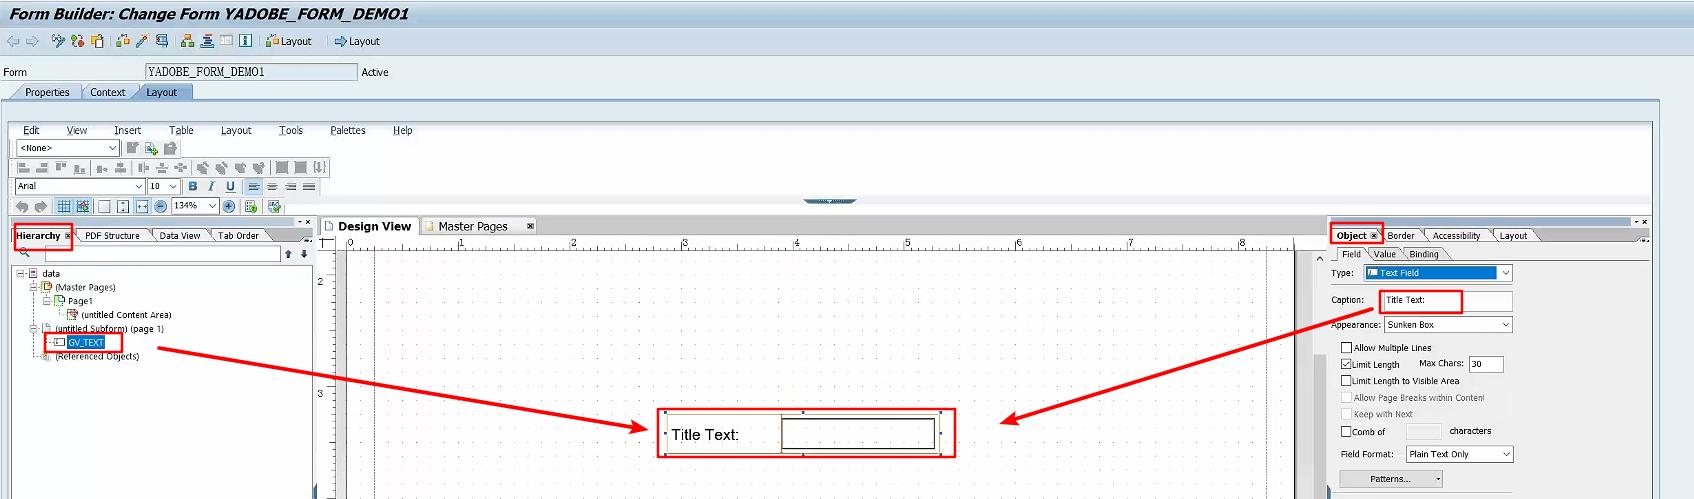 Form Builder: Change Form YADOBE_FORM_DEMO1
Layout Layout
Form YADOBE_FORM_DEMO1 Active
Properties Context Layout
Edit View Insert Table Layout Tools Palettes Help
<None>
Arial 10 B I U
134%
Hierarchy PDF Structure Data View Tab Order
Design View Master Pages
Object Border Accessibility Layout
0 1 2 3 4 5 6 7 8
Field Value Binding
data
(Master Pages)
Page1
(untitled Content Area)
(untitled Subform) (page 1)
GV_TEXT
(Referenced Objects)
2
3
Title Text:
Type: Text Field
Caption: Title Text:
Appearance: Sunken Box
Allow Multiple Lines
Limit Length Max Chars: 30
Limit Length to Visible Area
Allow Page Breaks within Content
Keep with Next
Comb of characters
Field Format: Plain Text Only
Patterns...